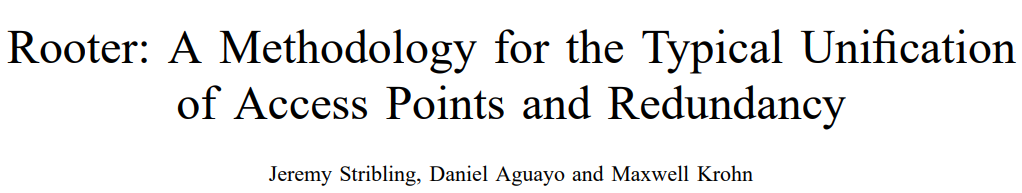 Rooter: A Methodology for the Typical Unification
of Access Points and Redundancy
Jeremy Stribling, Daniel Aguayo and Maxwell Krohn